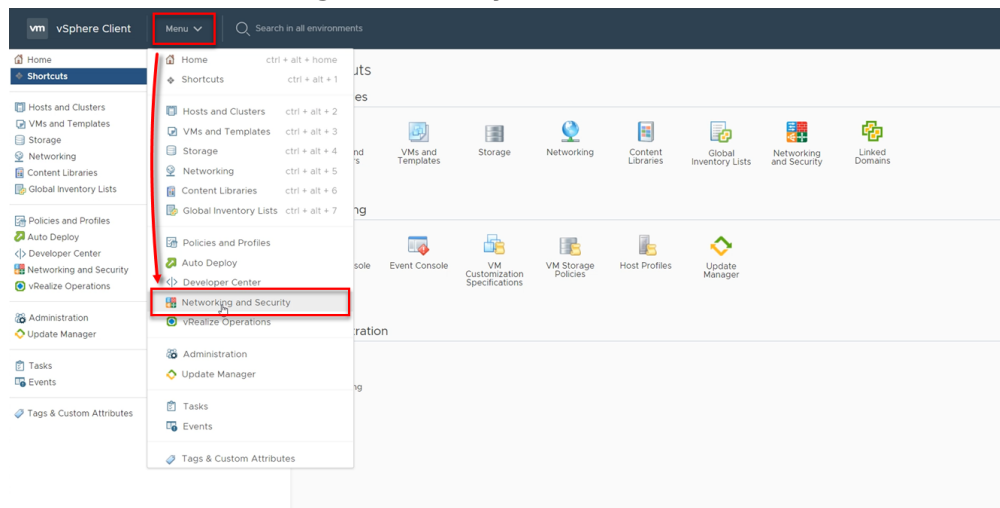 vm vSphere Client
Menu
Search in all environments
Home
Shortcuts
Hosts and Clusters
VMs and Templates
Storage
Networking
Content Libraries
Global Inventory Lists
Policies and Profiles
Auto Deploy
Developer Center
Networking and Security
vRealize Operations
Administration
Update Manager
Tasks
Events
Tags & Custom Attributes
Home ctrl + alt + home
Shortcuts ctrl + alt + 1
Hosts and Clusters ctrl + alt + 2
VMs and Templates ctrl + alt + 3
Storage ctrl + alt + 4
Networking ctrl + alt + 5
Content Libraries ctrl + alt + 6
Global Inventory Lists ctrl + alt + 7
Policies and Profiles
Auto Deploy
Developer Center
Networking and Security
vRealize Operations
Administration
Update Manager
Tasks
Events
Tags & Custom Attributes
uts
es
nd
rs
VMs and
Templates
Storage
Networking
Content
Libraries
Global
Inventory Lists
Networking
and Security
Linked
Domains
ng
sole
Event Console
VM
Customization
Specifications
VM Storage
Policies
Host Profiles
Update
Manager
tration
ng